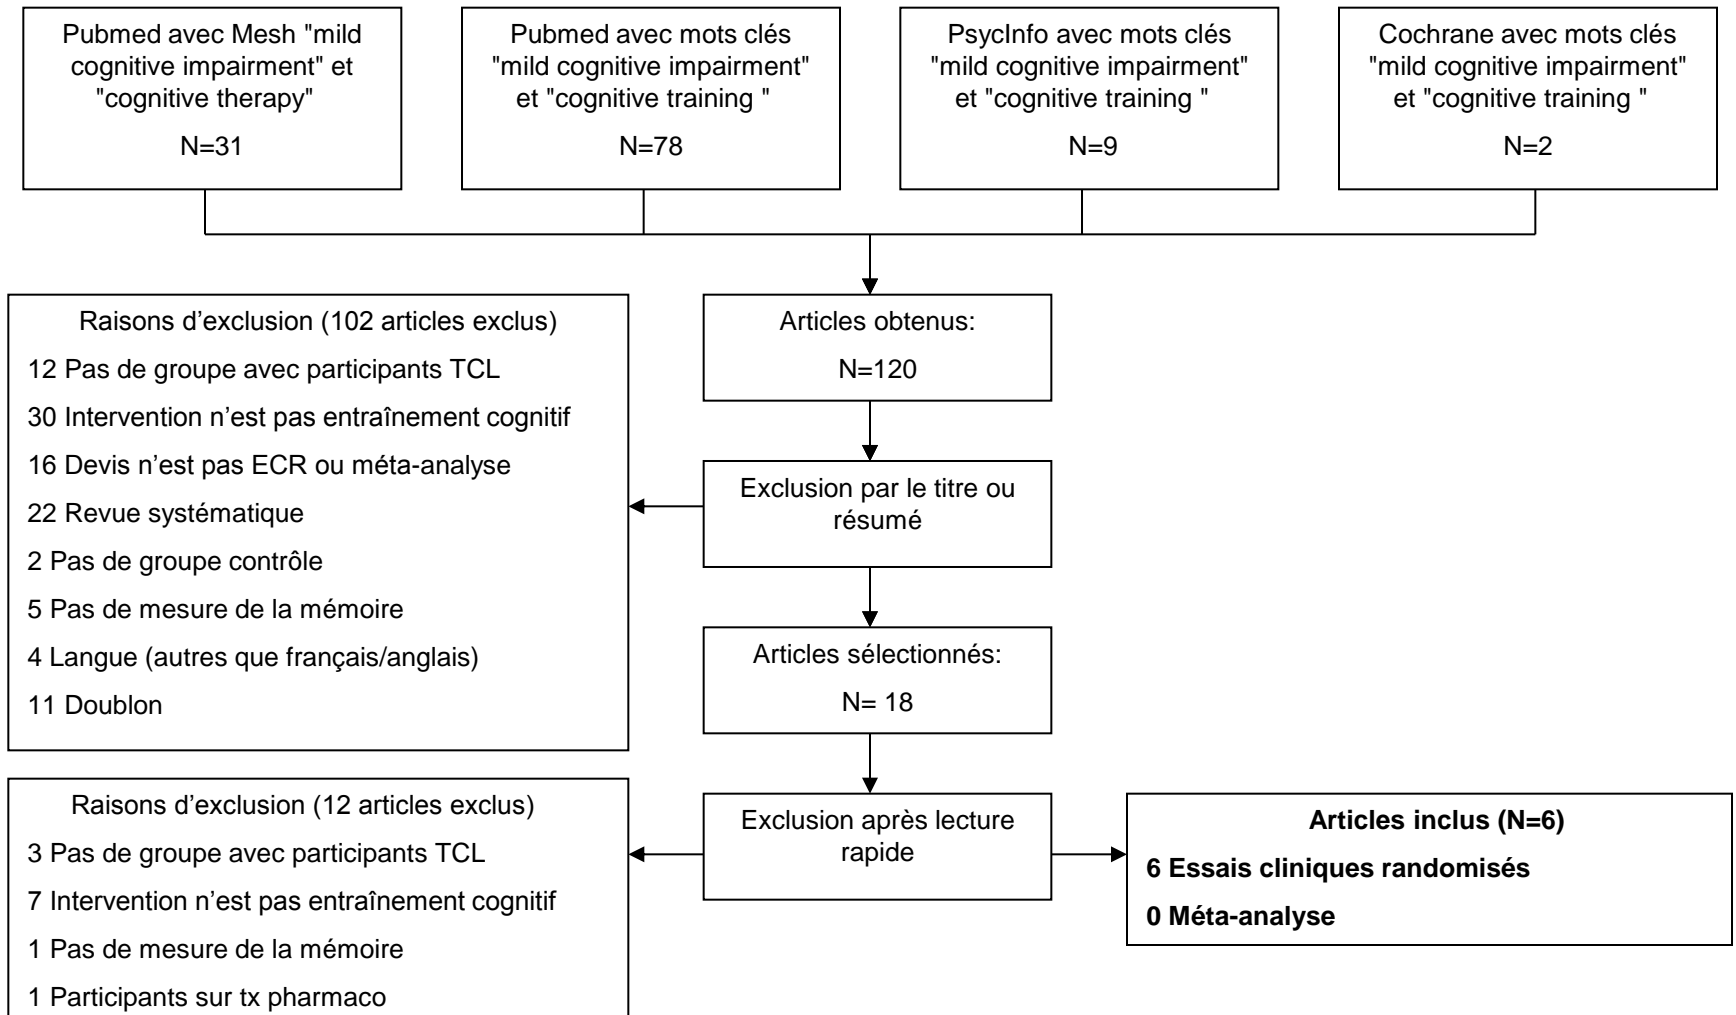 Pubmed avec Mesh "mild
cognitive impairment" et
"cognitive therapy"
N=31
Pubmed avec mots clés
"mild cognitive impairment"
et "cognitive training "
N=78
PsycInfo avec mots clés
"mild cognitive impairment"
et "cognitive training "
N=9
Cochrane avec mots clés
"mild cognitive impairment"
et "cognitive training "
N=2
Articles obtenus:
N=120
Raisons d’exclusion (102 articles exclus)
12 Pas de groupe avec participants TCL
30 Intervention n’est pas entraînement cognitif
16 Devis n’est pas ECR ou méta-analyse
22 Revue systématique
2 Pas de groupe contrôle
5 Pas de mesure de la mémoire
4 Langue (autres que français/anglais)
11 Doublon
Exclusion par le titre ou
résumé
Articles sélectionnés:
N= 18
Raisons d’exclusion (12 articles exclus)
3 Pas de groupe avec participants TCL
7 Intervention n’est pas entraînement cognitif
1 Pas de mesure de la mémoire
1 Participants sur tx pharmaco
Exclusion après lecture
rapide
Articles inclus (N=6)
6 Essais cliniques randomisés
0 Méta-analyse